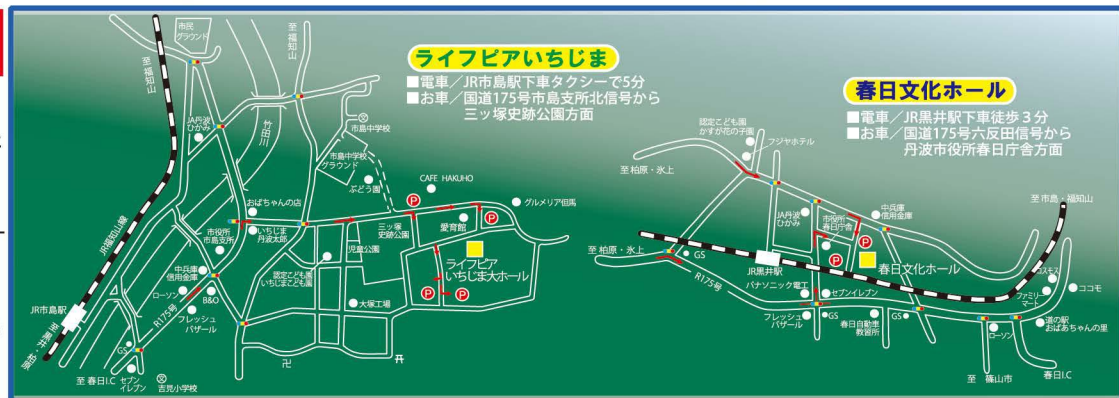 ライフピアいちじま
■電車／JR市島駅下車タクシーで5分
■お車／国道175号市島支所北信号から
三ッ塚史跡公園方面
市民
グラウンド
至 福知山
至 福知山
JA丹波
ひかみ
竹田川
市島中学校
市島中学校
グラウンド
ぶどう園
CAFE HAKUHO
グルメリア但馬
おばちゃんの店
市役所
市島支所
いちじま
丹波太郎
三ッ塚
史跡公園
愛育館
児童公園
ライフピア
いちじま大ホール
JR福知山線
中兵庫
信用金庫
認定こども園
いちじまこども園
ローソン
B&O
大塚工場
R175号
フレッシュ
バザール
JR市島駅
至 黒井・柏原
GS
至 春日I.C
セブン
イレブン
吉見小学校
P
P
P
P
春日文化ホール
■電車／JR黒井駅下車徒歩３分
■お車／国道175号六反田信号から
丹波市役所春日庁舎方面
認定こども園
かすが花の子園
フジヤホテル
至 柏原・氷上
至 市島・福知山
JA丹波
ひかみ
市役所
春日庁舎
中兵庫
信用金庫
P
P
至 柏原・氷上
GS
JR黒井駅
春日文化ホール
R175号
パナソニック電工
セブンイレブン
コスモス
ココモ
ファミリー
マート
フレッシュ
バザール
GS
春日自動車
教習所
GS
ローソン
道の駅
おばあちゃんの里
至 篠山市
春日I.C